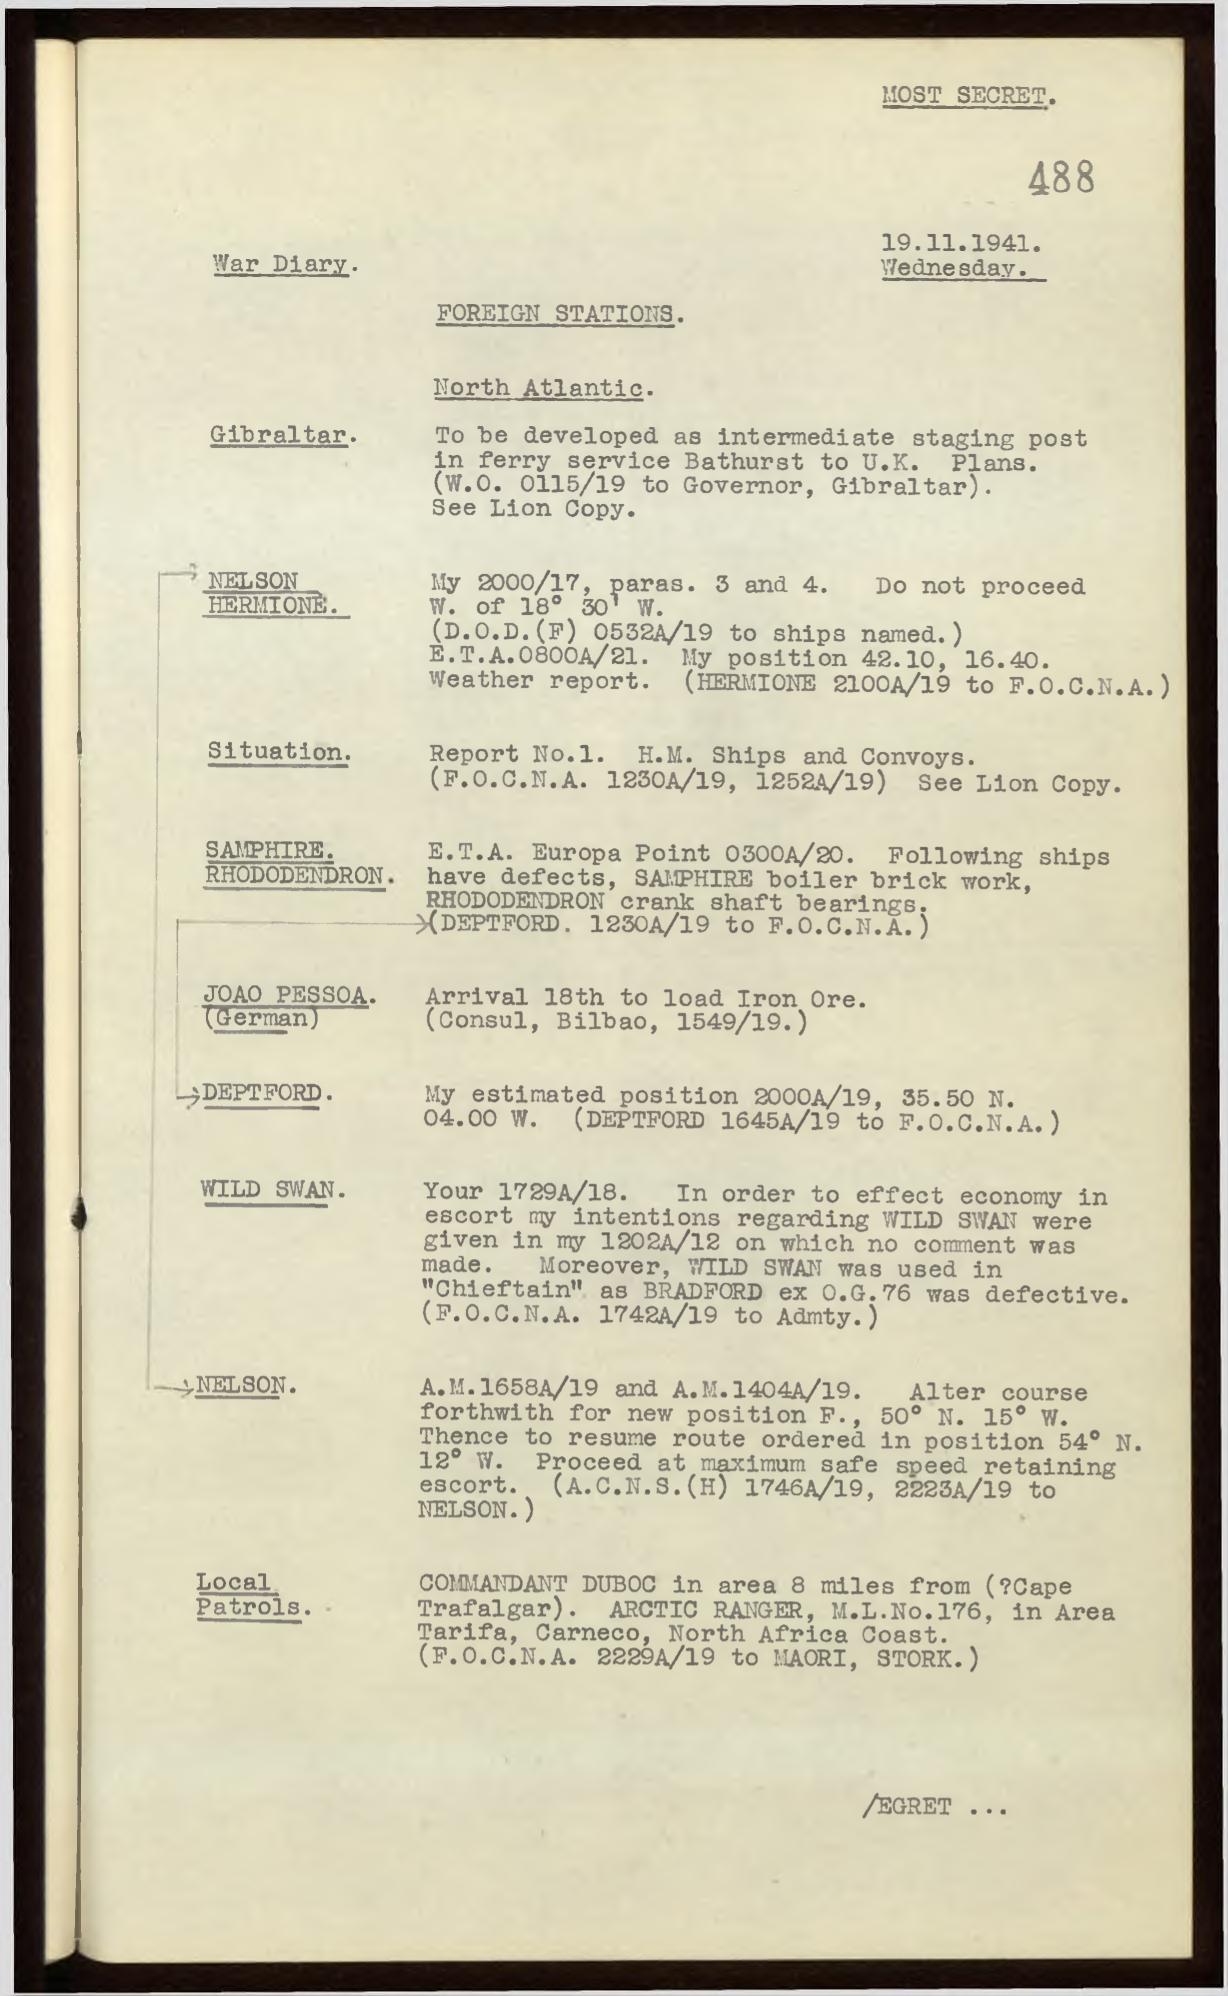 MOST SECRET.
488
19.11.1941.
War Diary.
Wednesday.
FOREIGN STATIONS.
North Atlantic.
Gibraltar. To be developed as intermediate staging post
in ferry service Bathurst to U.K. Plans.
(W.O. 0115/19 to Governor, Gibraltar).
See Lion Copy.
NELSON My 2000/17, paras. 3 and 4. Do not proceed
HERMIONE. W. of 18° 30' W.
(D.O.D.(F) 0532A/19 to ships named.)
E.T.A.0800A/21. My position 42.10, 16.40.
Weather report. (HERMIONE 2100A/19 to F.O.C.N.A.)
Situation. Report No.1. H.M. Ships and Convoys.
(F.O.C.N.A. 1230A/19, 1252A/19) See Lion Copy.
SAMPHIRE. E.T.A. Europa Point 0300A/20. Following ships
RHODODENDRON. have defects, SAMPHIRE boiler brick work,
RHODODENDRON crank shaft bearings.
(DEPTFORD. 1230A/19 to F.O.C.N.A.)
JOAO PESSOA. Arrival 18th to load Iron Ore.
(German) (Consul, Bilbao, 1549/19.)
DEPTFORD. My estimated position 2000A/19, 35.50 N.
04.00 W. (DEPTFORD 1645A/19 to F.O.C.N.A.)
WILD SWAN. Your 1729A/18. In order to effect economy in
escort my intentions regarding WILD SWAN were
given in my 1202A/12 on which no comment was
made. Moreover, WILD SWAN was used in
"Chieftain" as BRADFORD ex O.G.76 was defective.
(F.O.C.N.A. 1742A/19 to Admty.)
NELSON. A.M.1658A/19 and A.M.1404A/19. Alter course
forthwith for new position F., 50° N. 15° W.
Thence to resume route ordered in position 54° N.
12° W. Proceed at maximum safe speed retaining
escort. (A.C.N.S.(H) 1746A/19, 2223A/19 to
NELSON.)
Local COMMANDANT DUBOC in area 8 miles from (?Cape
Patrols. Trafalgar). ARCTIC RANGER, M.L.No.176, in Area
Tarifa, Carneco, North Africa Coast.
(F.O.C.N.A. 2229A/19 to MAORI, STORK.)
/EGRET ...